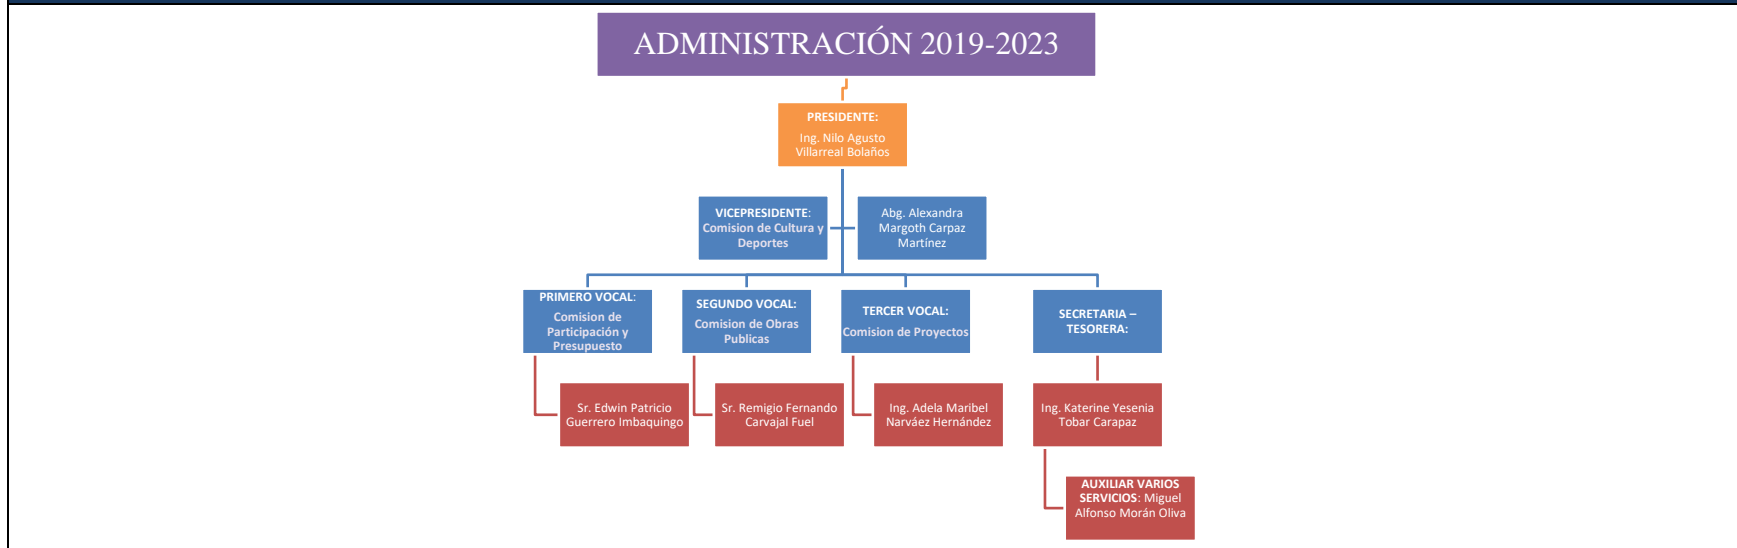 ADMINISTRACIÓN 2019-2023
PRESIDENTE:
Ing. Nilo Agusto
Villarreal Bolaños
VICEPRESIDENTE:
Comision de Cultura y
Deportes
Abg. Alexandra
Margoth Carpaz
Martínez
PRIMERO VOCAL:
Comision de
Participación y
Presupuesto
SEGUNDO VOCAL:
Comision de Obras
Publicas
TERCER VOCAL:
Comision de Proyectos
SECRETARIA –
TESORERA:
Sr. Edwin Patricio
Guerrero Imbaquingo
Sr. Remigio Fernando
Carvajal Fuel
Ing. Adela Maribel
Narváez Hernández
Ing. Katerine Yesenia
Tobar Carapaz
AUXILIAR VARIOS
SERVICIOS: Miguel
Alfonso Morán Oliva